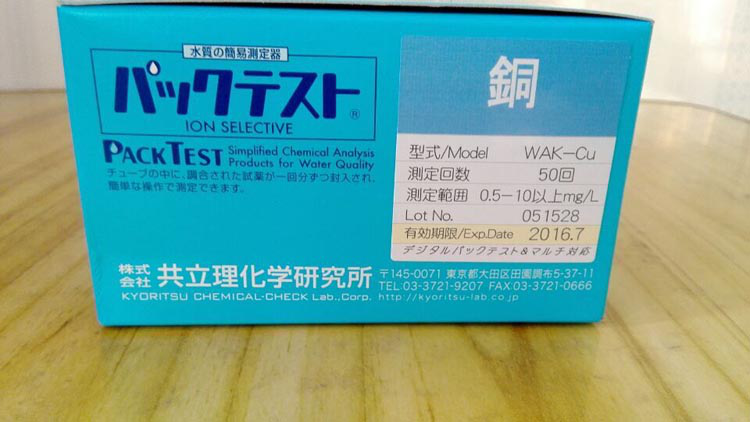 水質の簡易測定器
パックテスト®
ION SELECTIVE
PACKTEST Simplified Chemical Analysis
Products for Water Quality
チューブの中に、調合された試薬が一回分ずつ封入され、
簡単な操作で測定できます。
銅
型式/Model WAK-Cu
測定回数 50回
測定範囲 0.5-10以上mg/L
Lot No. 051528
有効期限/Exp.Date 2016.7
デジタルパックテスト&マルチ対応
株式会社 共立理化学研究所
KYORITSU CHEMICAL-CHECK Lab.,Corp.
〒145-0071 東京都大田区田園調布5-37-11
TEL:03-3721-9207 FAX:03-3721-0666
http://kyoritsu-lab.co.jp